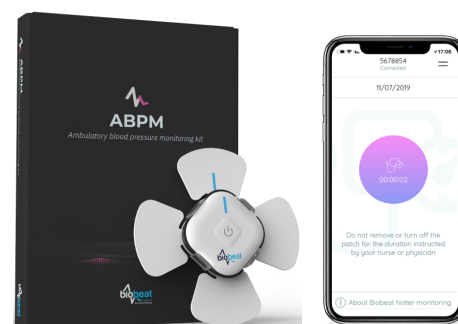 ABPM
Ambulatory blood pressure monitoring kit
biobeat
17:06
5678854
Connected
11/07/2019
00:00:02
Do not remove or turn off the
patch for the duration instructed
by your nurse or physician
About Biobeat holter monitoring